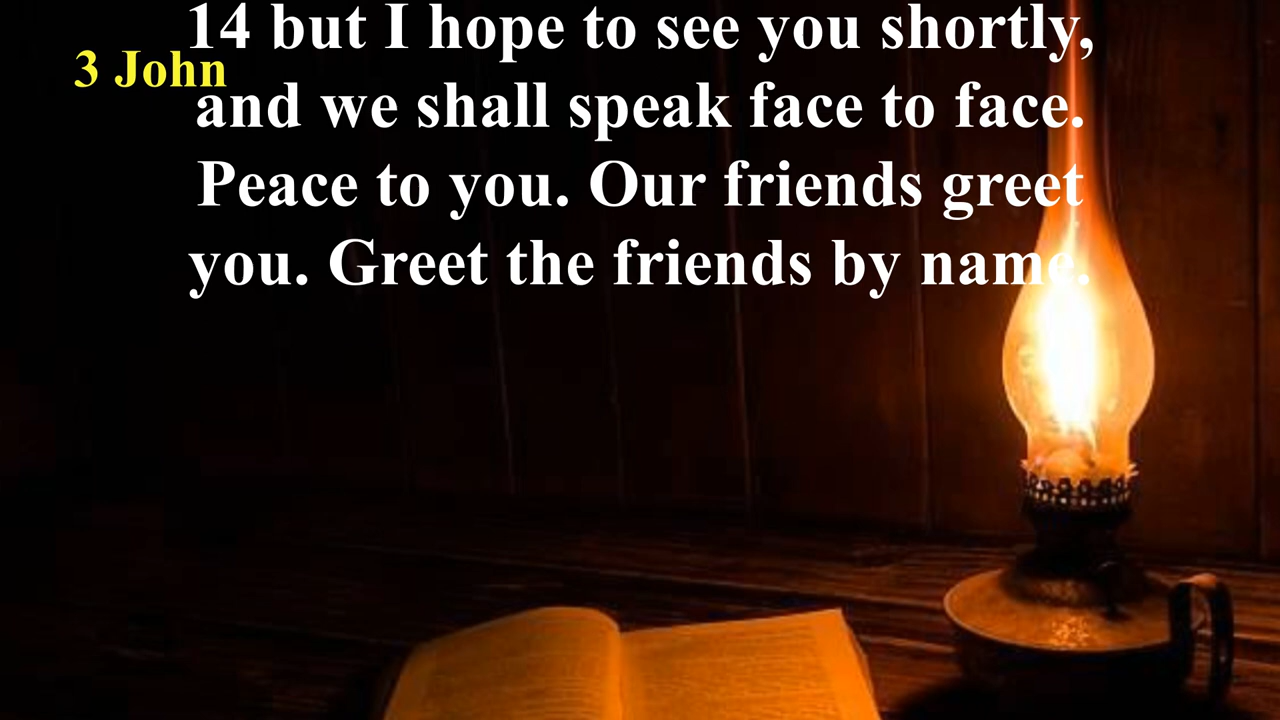 3 John
14 but I hope to see you shortly,
and we shall speak face to face.
Peace to you. Our friends greet
you. Greet the friends by name.